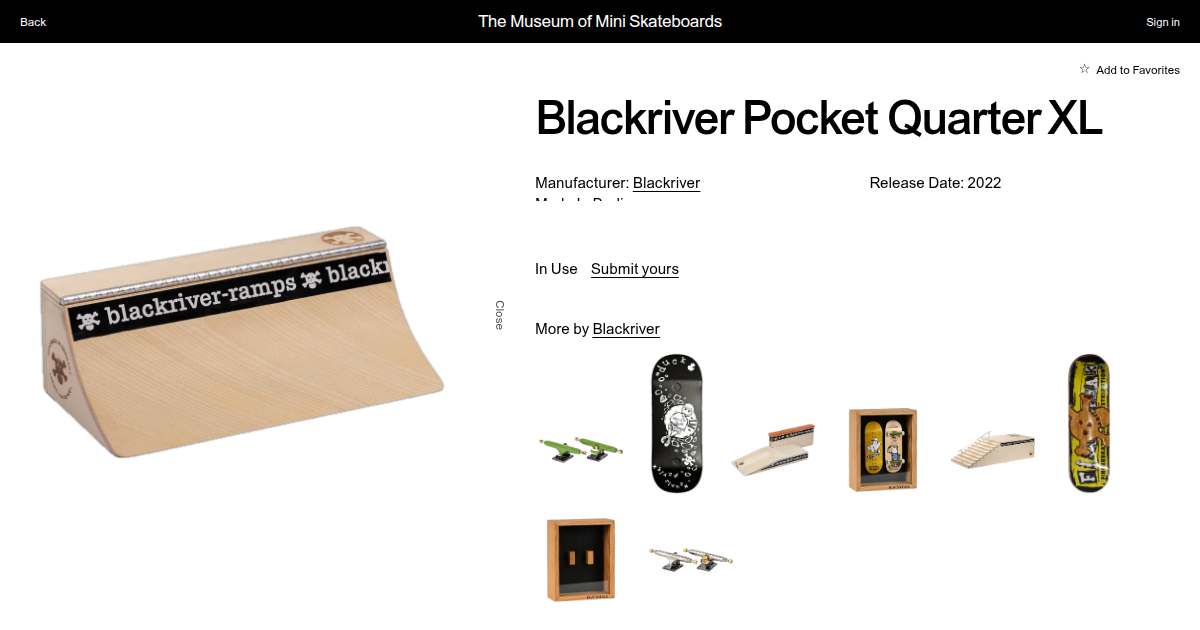 Back
The Museum of Mini Skateboards
Sign in
☆ Add to Favorites
Blackriver Pocket Quarter XL
Manufacturer: Blackriver
Release Date: 2022
blackriver-ramps
In Use
Submit yours
Close
More by Blackriver